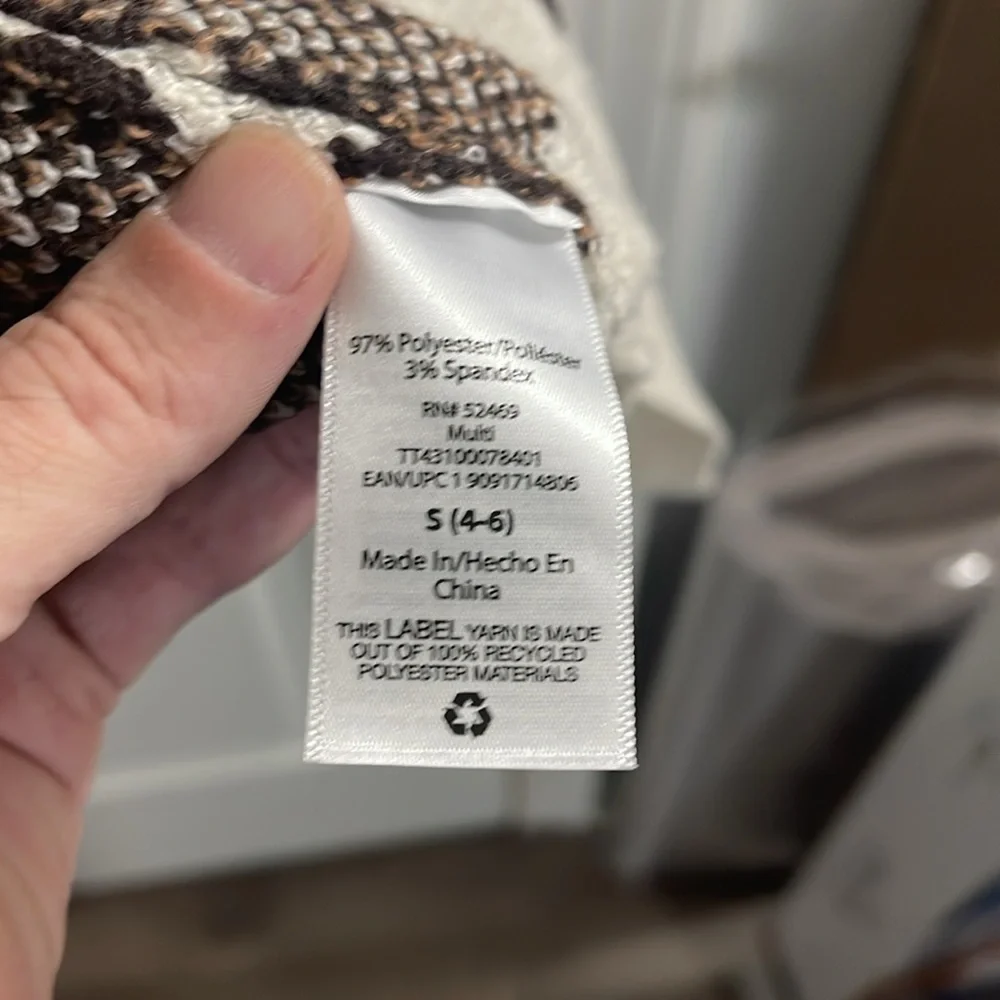 97% Polyester/Poliéster
3% Spandex
RN# 52469
Multi
TT43100078401
EAN/UPC 1 9091714806
S (4-6)
Made In/Hecho En
China
THIS LABEL YARN IS MADE
OUT OF 100% RECYCLED
POLYESTER MATERIALS